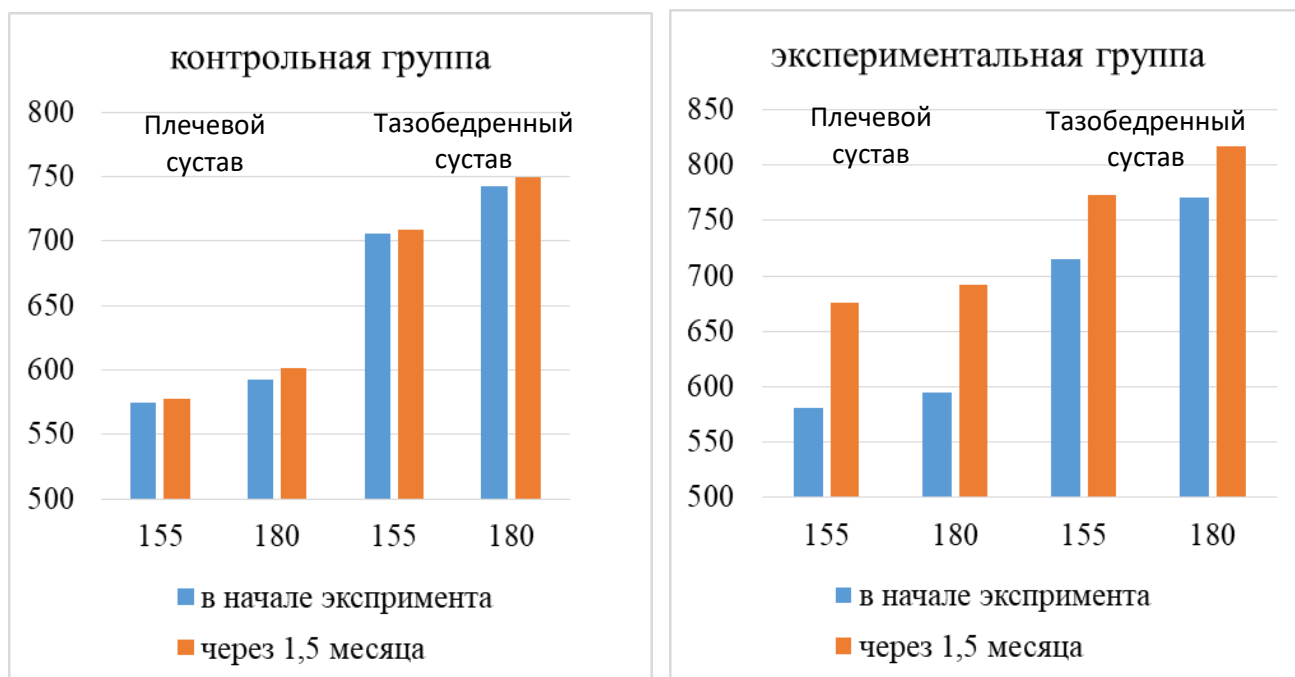 контрольная группа
800
Плечевой
сустав
Тазобедренный
сустав
750
700
650
600
550
500
155 180 155 180
в начале экспримента
через 1,5 месяца
экспериментальная группа
850
Плечевой
сустав
Тазобедренный
сустав
800
750
700
650
600
550
500
155 180 155 180
в начале экспримента
через 1,5 месяца